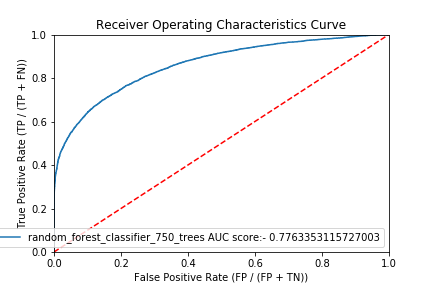 Receiver Operating Characteristics Curve
1.0
0.8
0.6
0.4
0.2
0.0
True Positive Rate (TP / (TP + FN))
random_forest_classifier_750_trees AUC score:- 0.7763353115727003
0.0 0.2 0.4 0.6 0.8 1.0
False Positive Rate (FP / (FP + TN))